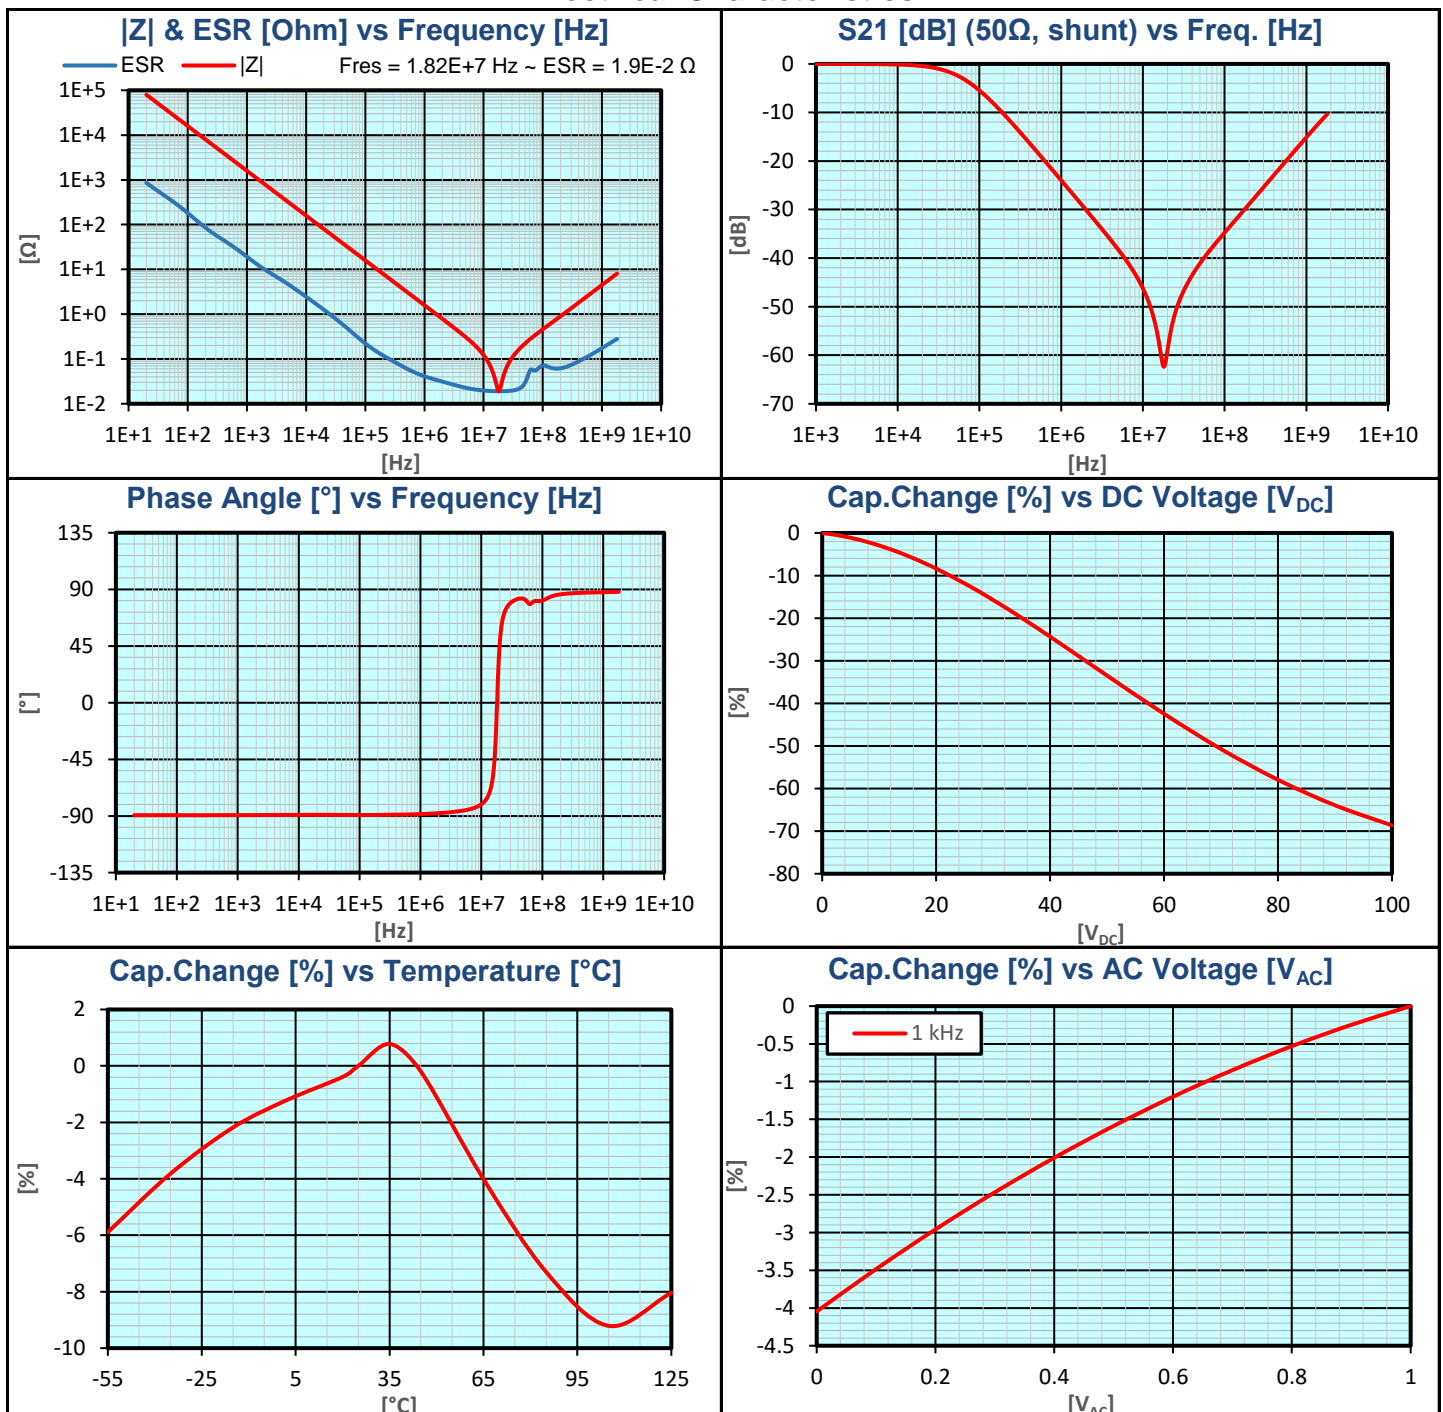 |Z| & ESR [Ohm] vs Frequency [Hz]
ESR |Z| Fres = 1.82E+7 Hz ~ ESR = 1.9E-2 Ω
1E+5
1E+4
1E+3
1E+2
1E+1
1E+0
1E-1
1E-2
[Ω]
1E+1 1E+2 1E+3 1E+4 1E+5 1E+6 1E+7 1E+8 1E+9 1E+10
[Hz]
S21 [dB] (50Ω, shunt) vs Freq. [Hz]
0
-10
-20
-30
-40
-50
-60
-70
[dB]
1E+3 1E+4 1E+5 1E+6 1E+7 1E+8 1E+9 1E+10
[Hz]
Phase Angle [°] vs Frequency [Hz]
135
90
45
0
-45
-90
-135
[°]
1E+1 1E+2 1E+3 1E+4 1E+5 1E+6 1E+7 1E+8 1E+9 1E+10
[Hz]
Cap.Change [%] vs DC Voltage [VDC]
0
-10
-20
-30
-40
-50
-60
-70
-80
[%]
0 20 40 60 80 100
[VDC]
Cap.Change [%] vs Temperature [°C]
2
0
-2
-4
-6
-8
-10
[%]
-55 -25 5 35 65 95 125
[°C]
Cap.Change [%] vs AC Voltage [VAC]
1 kHz
0
-0.5
-1
-1.5
-2
-2.5
-3
-3.5
-4
-4.5
[%]
0 0.2 0.4 0.6 0.8 1
[VAC]